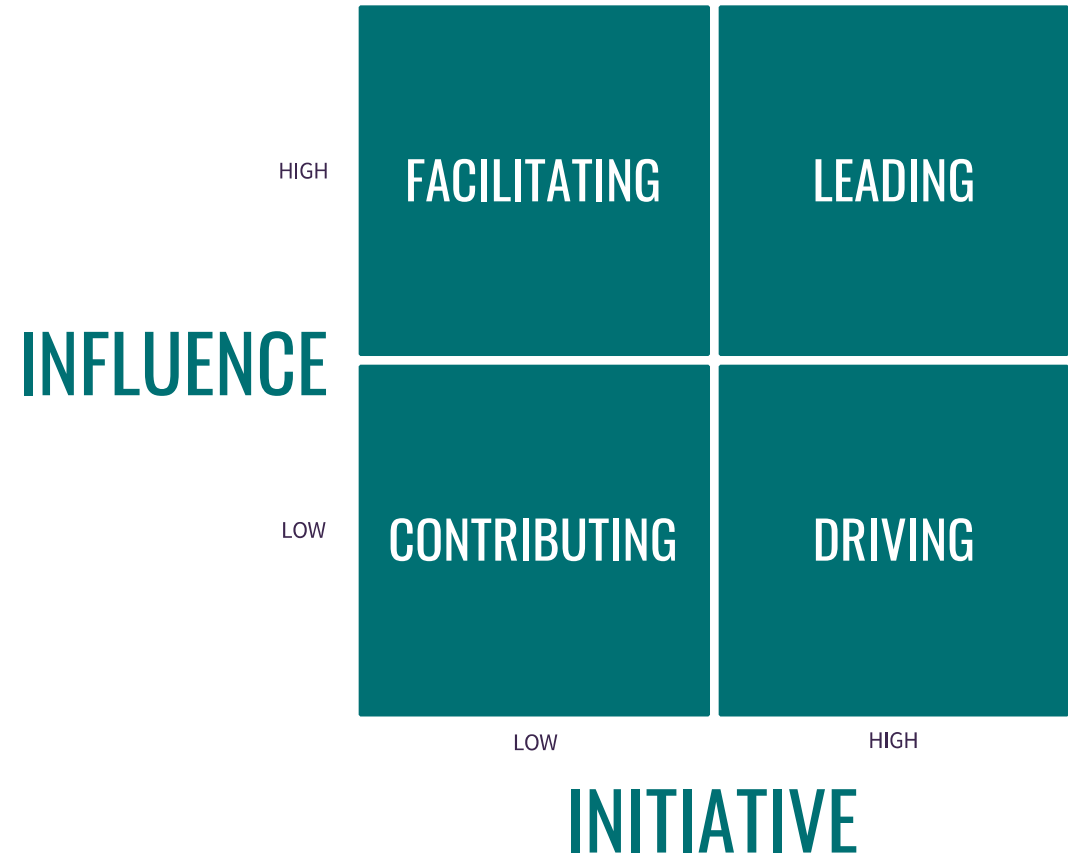 HIGH
FACILITATING
LEADING
INFLUENCE
LOW
CONTRIBUTING
DRIVING
LOW
HIGH
INITIATIVE